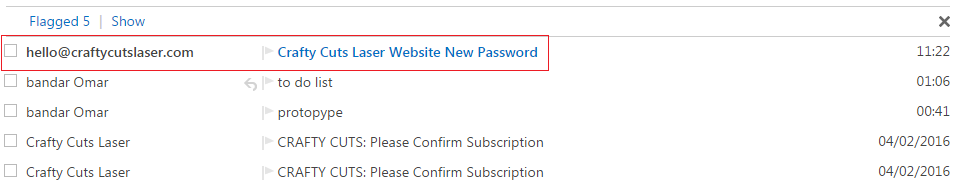 Flagged 5 | Show
hello@craftycutslaser.com Crafty Cuts Laser Website New Password 11:22
bandar Omar to do list 01:06
bandar Omar protopype 00:41
Crafty Cuts Laser CRAFTY CUTS: Please Confirm Subscription 04/02/2016
Crafty Cuts Laser CRAFTY CUTS: Please Confirm Subscription 04/02/2016